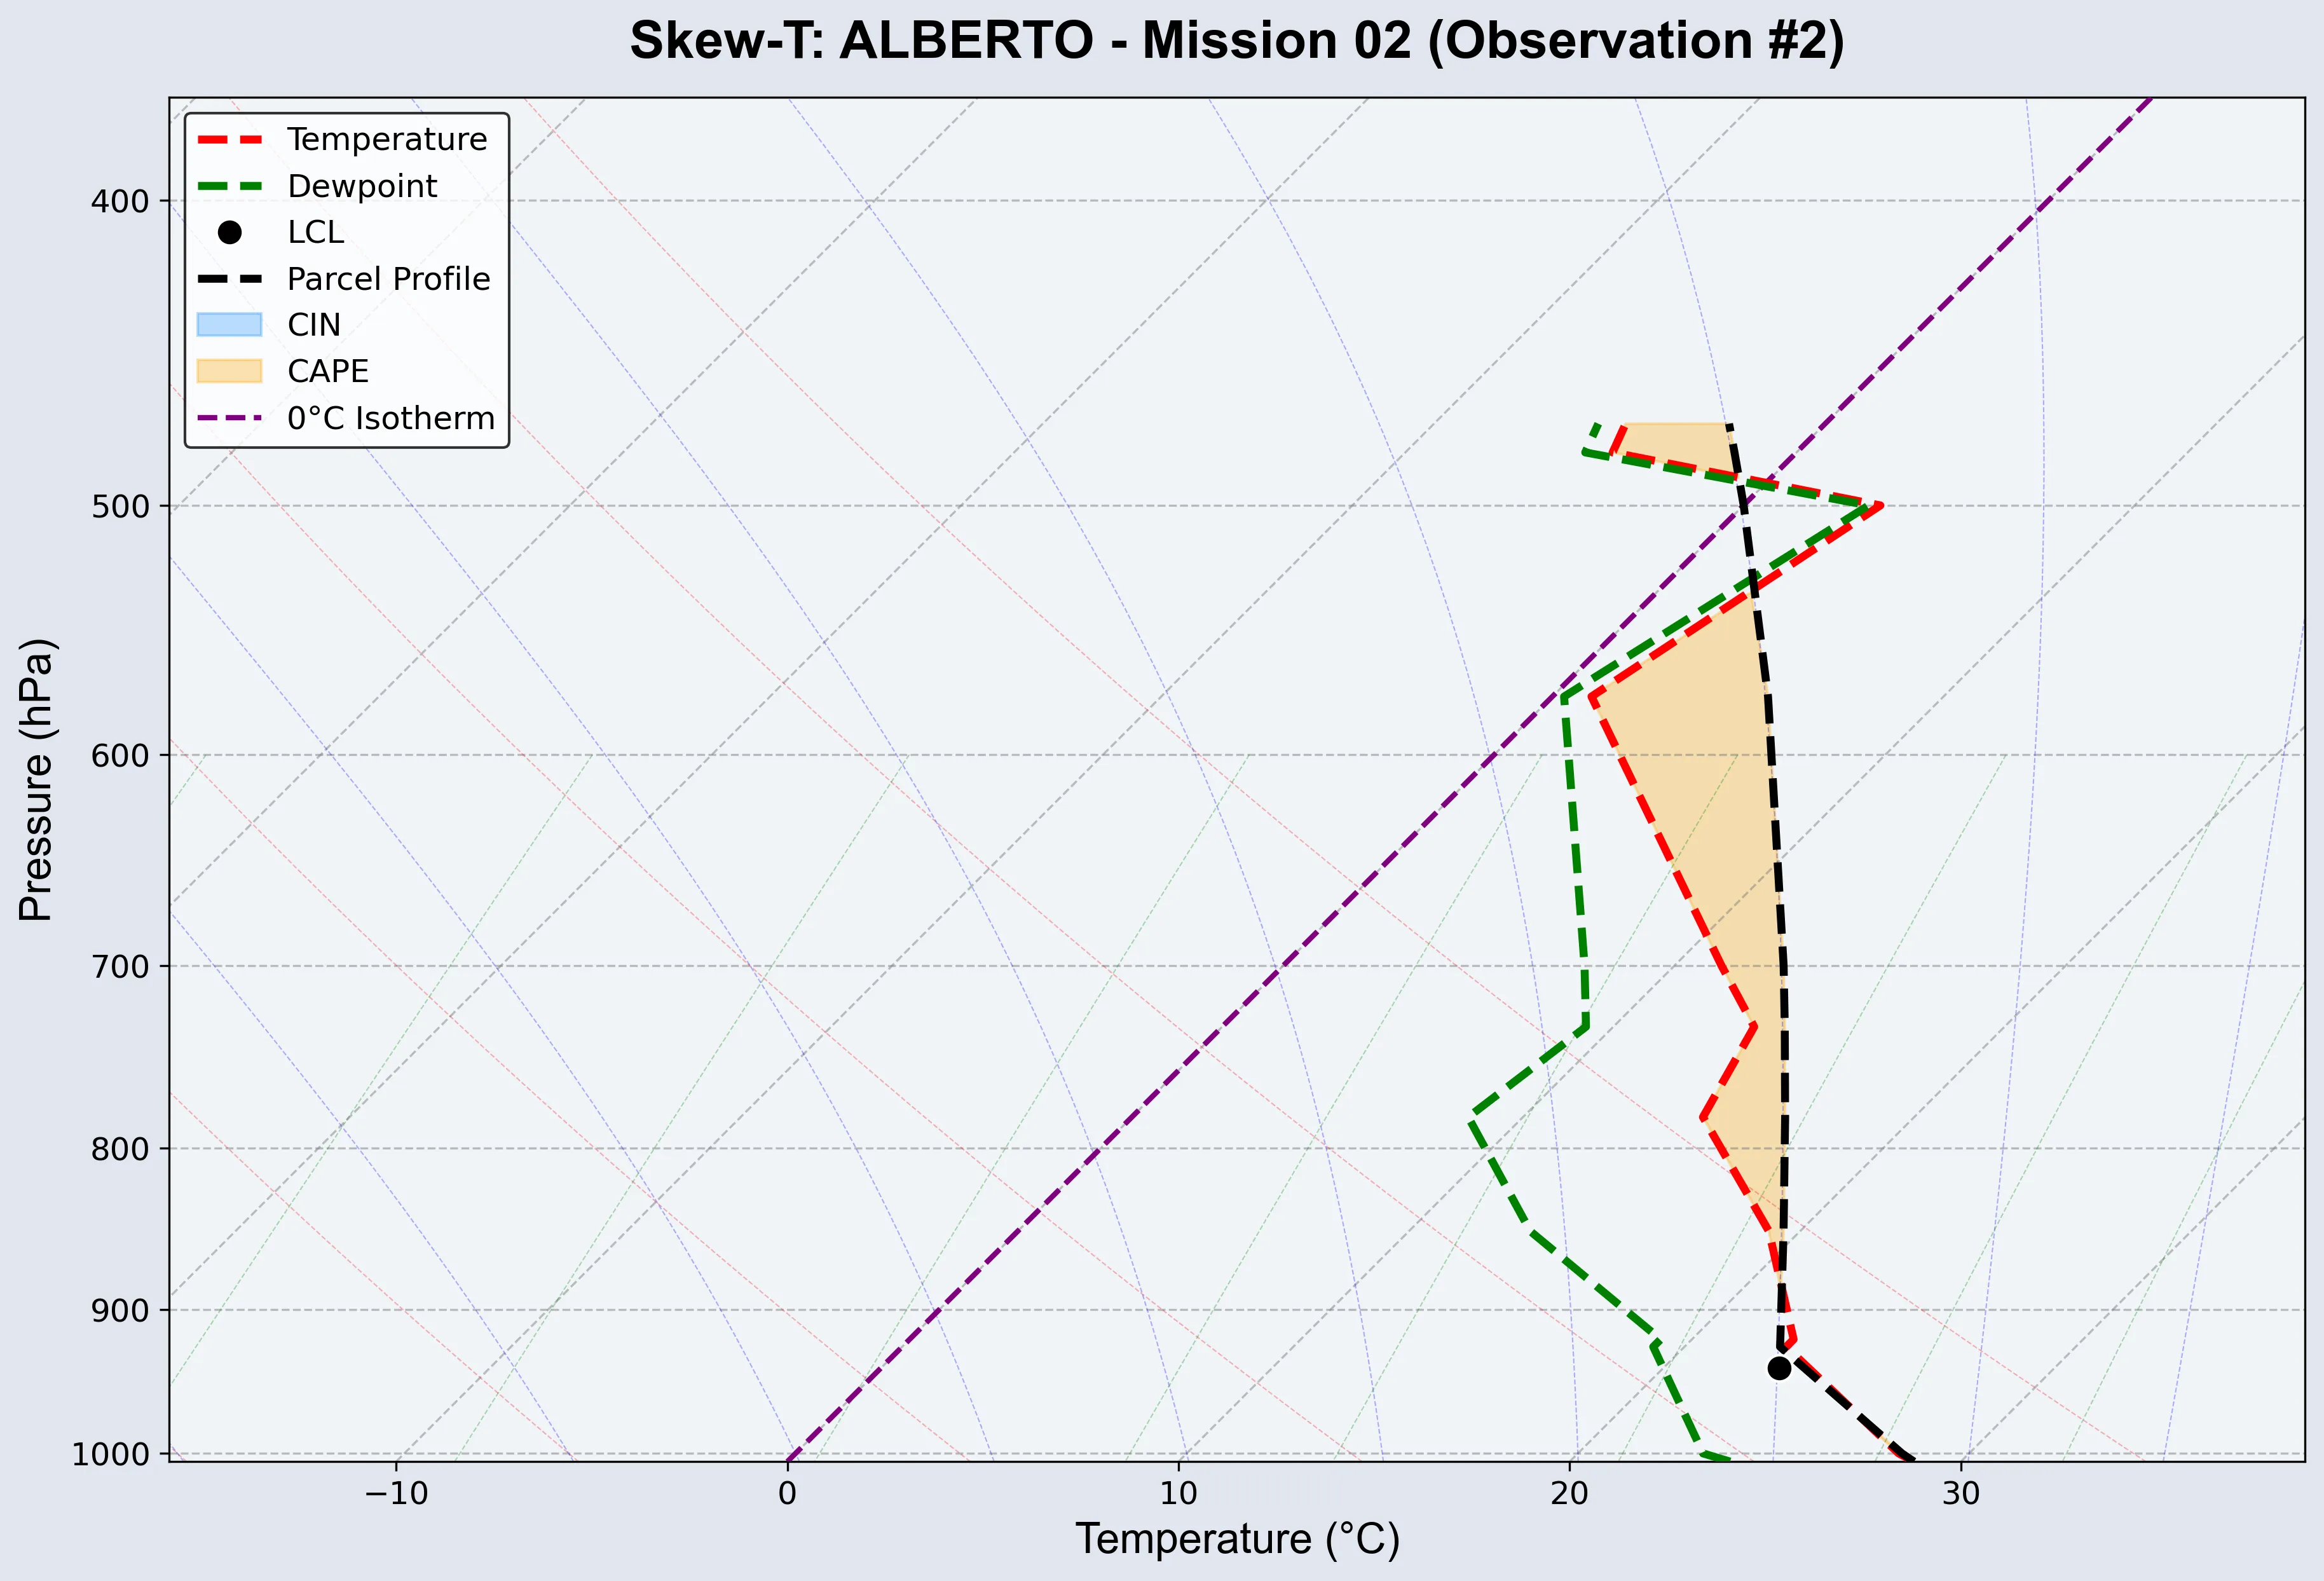 Skew-T: ALBERTO - Mission 02 (Observation #2)
Temperature
Dewpoint
LCL
Parcel Profile
CIN
CAPE
0°C Isotherm
Pressure (hPa)
400
500
600
700
800
900
1000
−10
0
10
20
30
Temperature (°C)